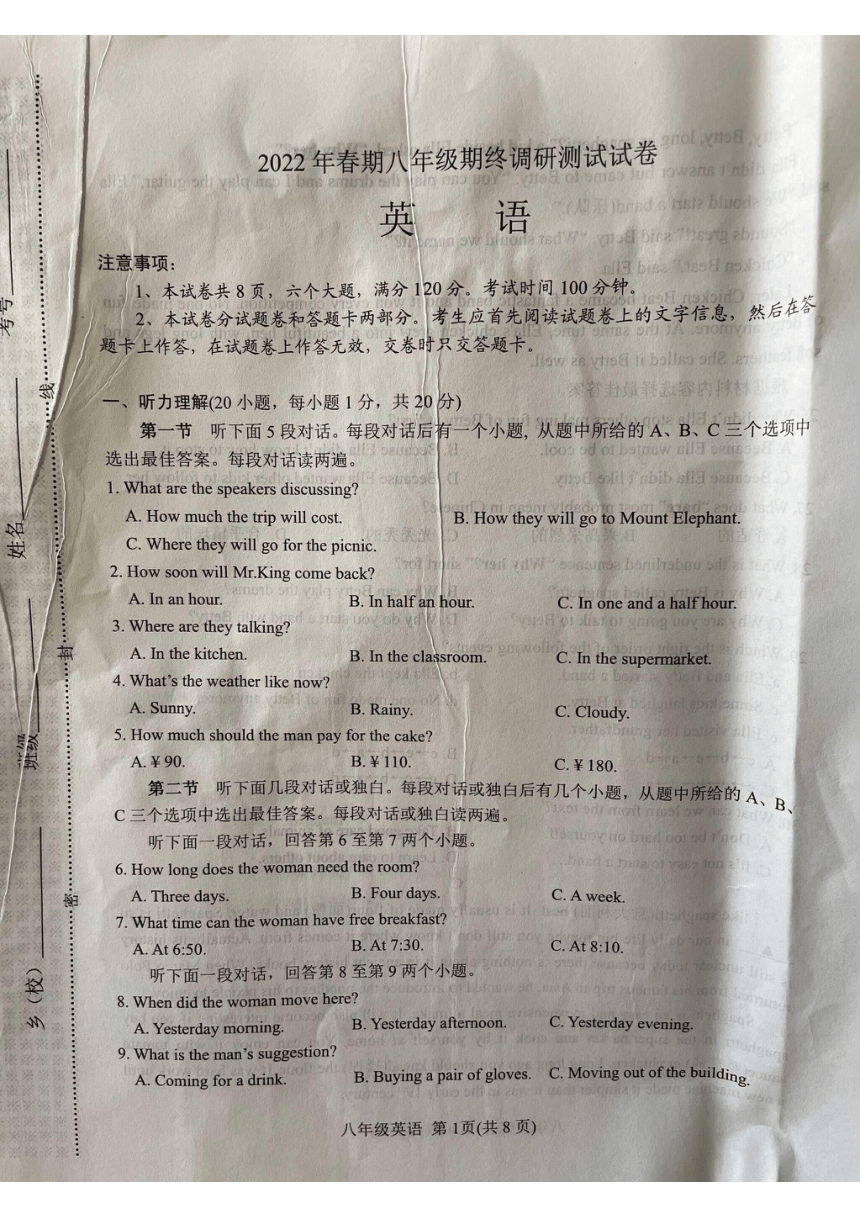 2022 年春期八年级期终调研测试试卷
英 语
注意事项：
1、本试卷共 8 页，六个大题，满分 120 分。考试时间 100 分钟。
2、本试卷分试题卷和答题卡两部分。考生应首先阅读试题卷上的文字信息，然后在答
题卡上作答，在试题卷上作答无效，交卷时只交答题卡。
一、听力理解(20 小题，每小题 1 分，共 20 分)
第一节 听下面 5 段对话。每段对话后有一个小题, 从题中所给的 A、B、C 三个选项中
选出最佳答案。每段对话读两遍。
1. What are the speakers discussing?
A. How much the trip will cost. B. How they will go to Mount Elephant.
C. Where they will go for the picnic.
2. How soon will Mr.King come back?
A. In an hour. B. In half an hour. C. In one and a half hour.
3. Where are they talking?
A. In the kitchen. B. In the classroom. C. In the supermarket.
4. What's the weather like now?
A. Sunny. B. Rainy. C. Cloudy.
5. How much should the man pay for the cake?
A. ¥ 90. B. ¥ 110. C. ¥ 180.
第二节 听下面几段对话或独白。每段对话或独白后有几个小题，从题中所给的 A、B、
C 三个选项中选出最佳答案。每段对话或独白读两遍。
听下面一段对话，回答第 6 至第 7 两个小题。
6. How long does the woman need the room?
A. Three days. B. Four days. C. A week.
7. What time can the woman have free breakfast?
A. At 6:50. B. At 7:30. C. At 8:10.
听下面一段对话，回答第 8 至第 9 两个小题。
8. When did the woman move here?
A. Yesterday morning. B. Yesterday afternoon. C. Yesterday evening.
9. What is the man's suggestion?
A. Coming for a drink. B. Buying a pair of gloves. C. Moving out of the building.
八年级英语 第 1页(共 8 页)
乡（校）
班级
姓名
考号
密
封
线